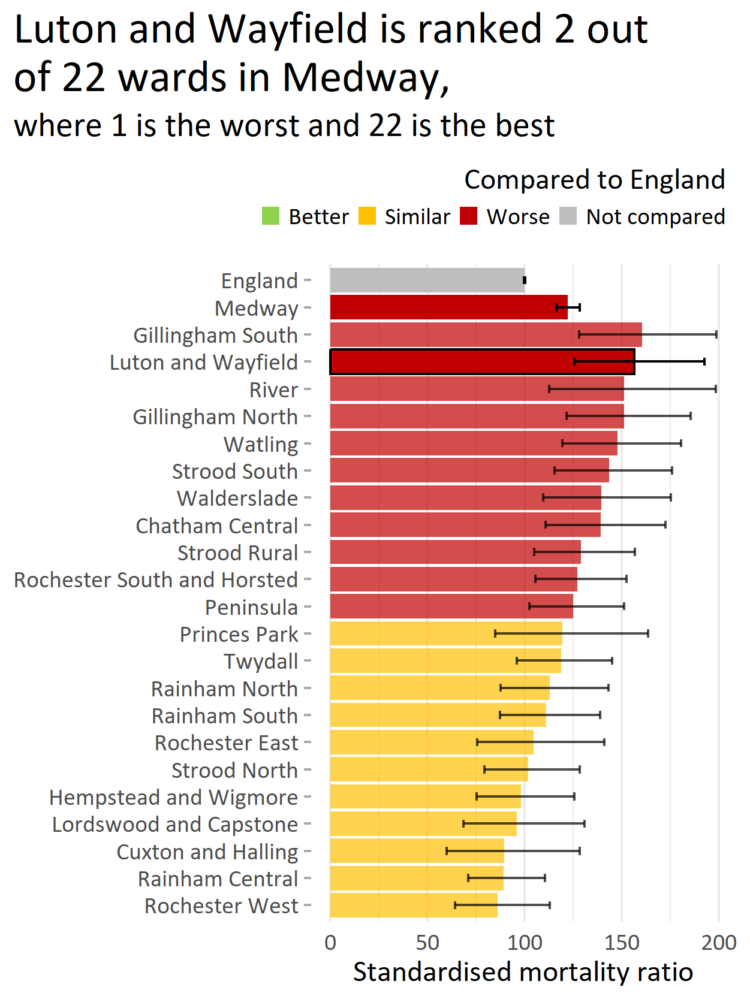 Luton and Wayfield is ranked 2 out
of 22 wards in Medway,
where 1 is the worst and 22 is the best
Compared to England
Better Similar Worse Not compared
England
Medway
Gillingham South
Luton and Wayfield
River
Gillingham North
Watling
Strood South
Walderslade
Chatham Central
Strood Rural
Rochester South and Horsted
Peninsula
Princes Park
Twydall
Rainham North
Rainham South
Rochester East
Strood North
Hempstead and Wigmore
Lordswood and Capstone
Cuxton and Halling
Rainham Central
Rochester West
0 50 100 150 200
Standardised mortality ratio